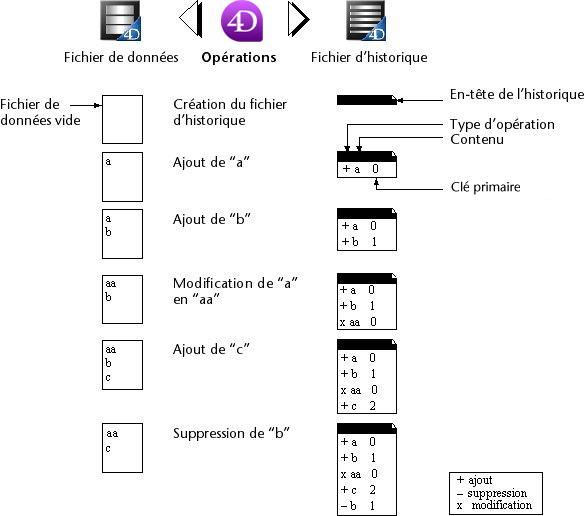 4D
4D
4D
Fichier de données
Opérations
Fichier d’historique
Fichier de
données vide
Création du fichier
d’historique
En-tête de l’historique
Type d’opération
Contenu
a
Ajout de “a”
+ a 0
Clé primaire
a
b
Ajout de “b”
+ a 0
+ b 1
aa
b
Modification de “a”
en “aa”
+ a 0
+ b 1
x aa 0
aa
b
c
Ajout de “c”
+ a 0
+ b 1
x aa 0
+ c 2
aa
c
Suppression de “b”
+ a 0
+ b 1
x aa 0
+ c 2
– b 1
+ ajout
– suppression
x modification